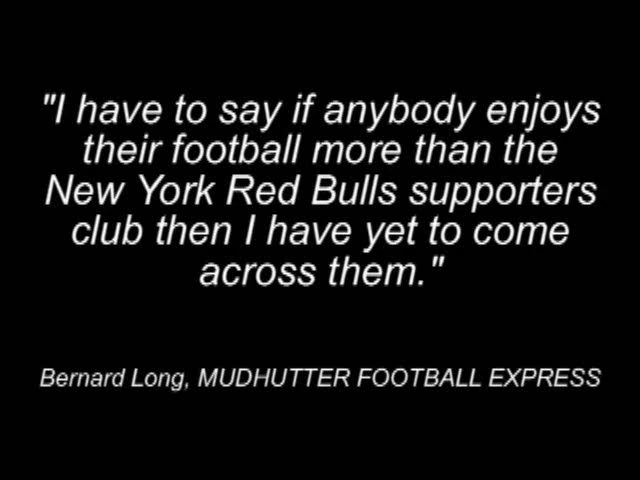 "I have to say if anybody enjoys
their football more than the
New York Red Bulls supporters
club then I have yet to come
across them."
Bernard Long, MUDHUTTER FOOTBALL EXPRESS